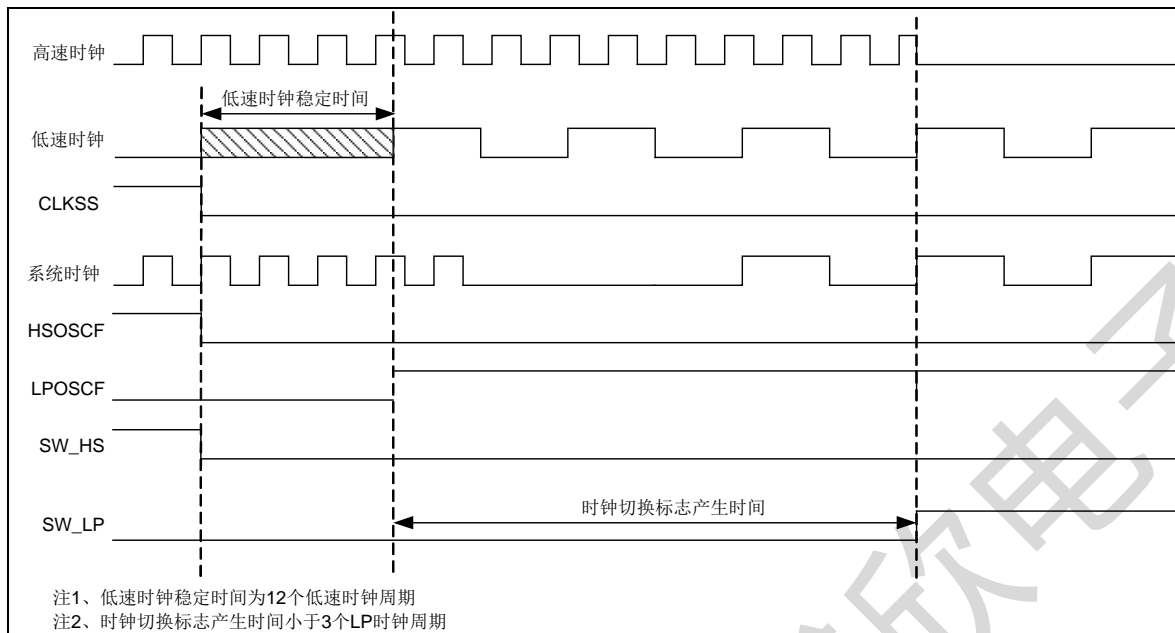 高速时钟
低速时钟稳定时间
低速时钟
CLKSS
系统时钟
HSOSCF
LPOSCF
SW_HS
时钟切换标志产生时间
SW_LP
注1、低速时钟稳定时间为12个低速时钟周期
注2、时钟切换标志产生时间小于3个LP时钟周期
欣电子